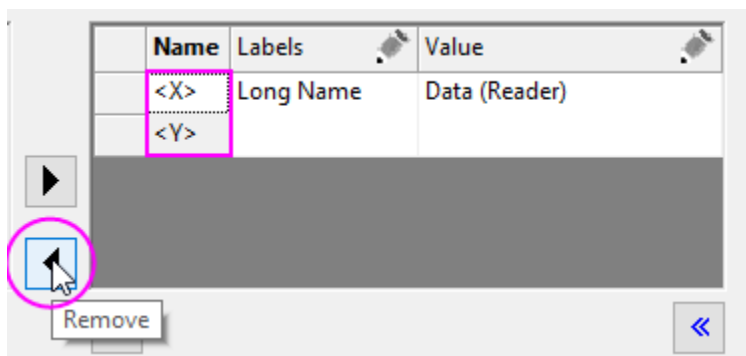 Name Labels Value
<X> Long Name Data (Reader)
<Y>
Remove